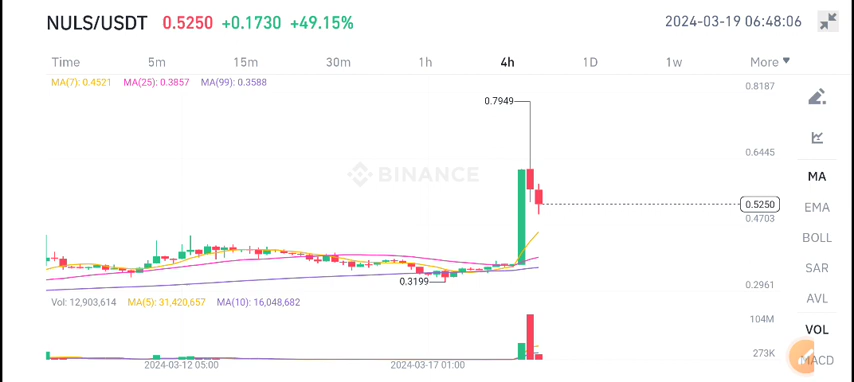 NULS/USDT 0.5250 +0.1730 +49.15% 2024-03-19 06:48:06
Time 5m 15m 30m 1h 4h 1D 1w More
MA(7): 0.4521 MA(25): 0.3857 MA(99): 0.3588
0.8187
0.7949
0.6445
BINANCE
MA
0.5250
EMA
0.4703
BOLL
SAR
0.3199
0.2961
AVL
Vol: 12,903,614 MA(5): 31,420,657 MA(10): 16,048,682
104M
VOL
273K
MACD
2024-03-12 05:00 2024-03-17 01:00